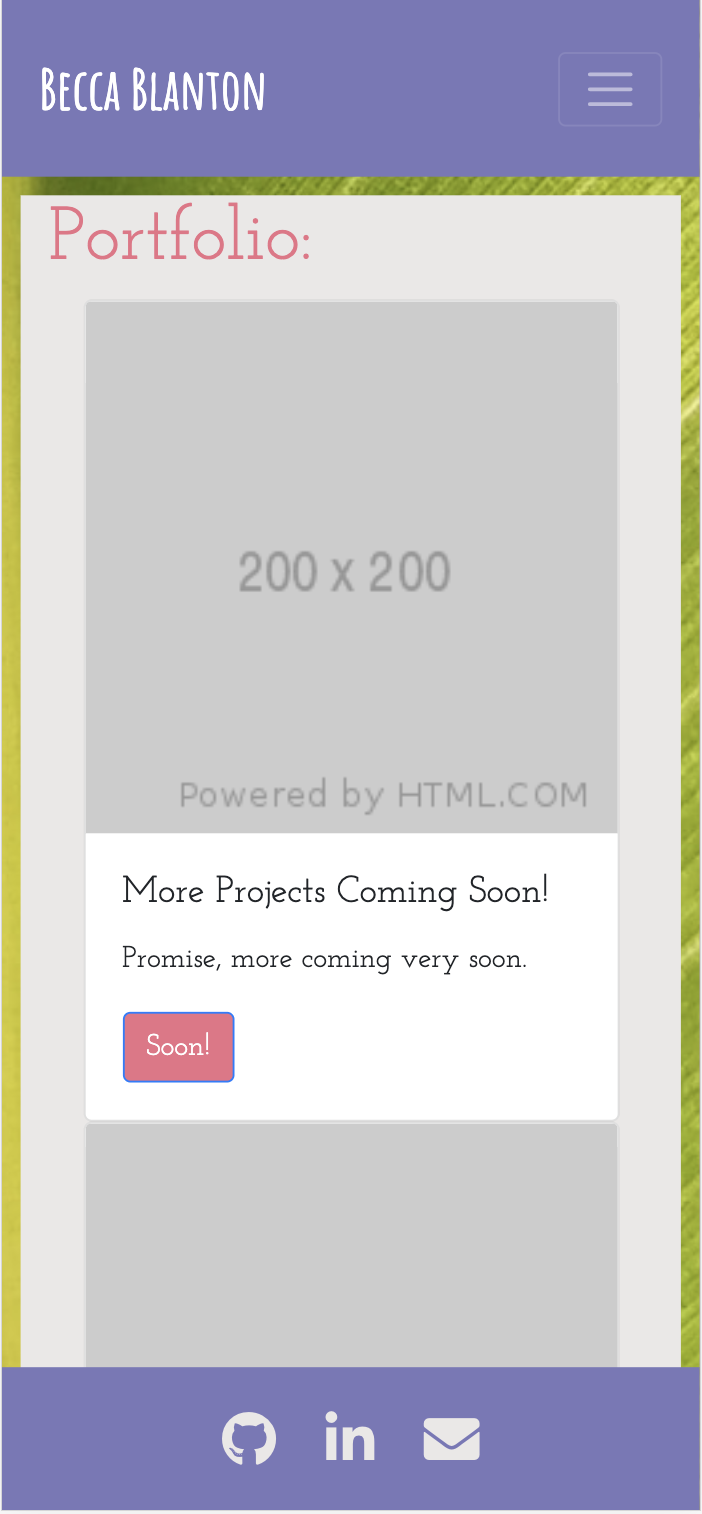 Becca Blanton
Portfolio:
200 x 200
Powered by HTML.COM
More Projects Coming Soon!
Promise, more coming very soon.
Soon!
in